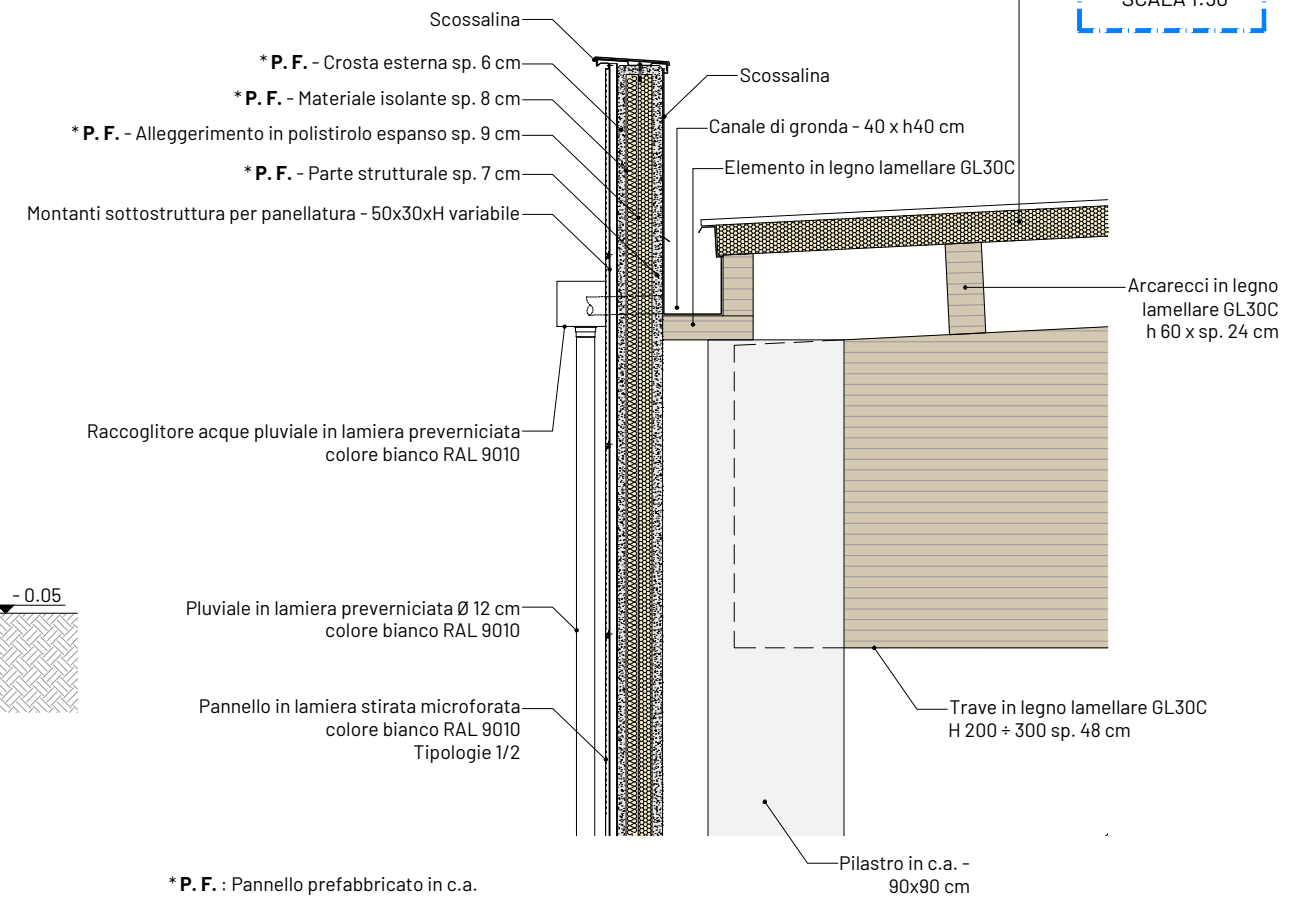 SCALA 1:50
Scossalina
* P. F. - Crosta esterna sp. 6 cm
* P. F. - Materiale isolante sp. 8 cm
* P. F. - Alleggerimento in polistirolo espanso sp. 9 cm
* P. F. - Parte strutturale sp. 7 cm
Montanti sottostruttura per panellatura - 50x30xH variabile
Scossalina
Canale di gronda - 40 x h40 cm
Elemento in legno lamellare GL30C
Arcarecci in legno
lamellare GL30C
h 60 x sp. 24 cm
Raccoglitore acque pluviale in lamiera preverniciata
colore bianco RAL 9010
- 0.05
Pluviale in lamiera preverniciata Ø 12 cm
colore bianco RAL 9010
Pannello in lamiera stirata microforata
colore bianco RAL 9010
Tipologie 1/2
Trave in legno lamellare GL30C
H 200 ÷ 300 sp. 48 cm
Pilastro in c.a. -
90x90 cm
* P. F. : Pannello prefabbricato in c.a.